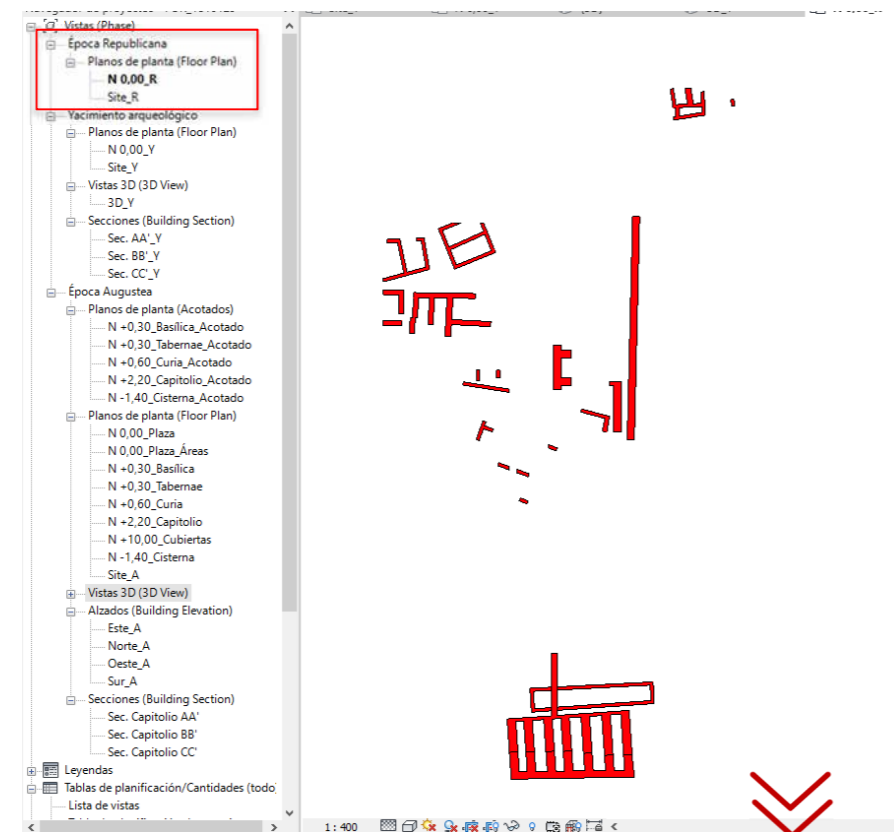 Vistas (Phase)
Época Republicana
Planos de planta (Floor Plan)
N 0,00_R
Site_R
Yacimiento arqueológico
Planos de planta (Floor Plan)
N 0,00_Y
Site_Y
Vistas 3D (3D View)
3D_Y
Secciones (Building Section)
Sec. AA'_Y
Sec. BB'_Y
Sec. CC'_Y
Época Augustea
Planos de planta (Acotados)
N +0,30_Basílica_Acotado
N +0,30_Tabernae_Acotado
N +0,60_Curia_Acotado
N +2,20_Capitolio_Acotado
N -1,40_Cisterna_Acotado
Planos de planta (Floor Plan)
N 0,00_Plaza
N 0,00_Plaza_Áreas
N +0,30_Basílica
N +0,30_Tabernae
N +0,60_Curia
N +2,20_Capitolio
N +10,00_Cubiertas
N -1,40_Cisterna
Site_A
Vistas 3D (3D View)
Alzados (Building Elevation)
Este_A
Norte_A
Oeste_A
Sur_A
Secciones (Building Section)
Sec. Capitolio AA'
Sec. Capitolio BB'
Sec. Capitolio CC'
Leyendas
Tablas de planificación/Cantidades (todo
Lista de vistas
1 : 400